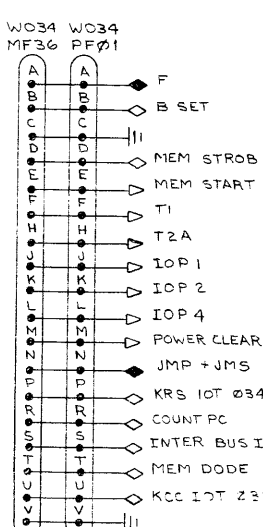 W034 W034
MF36 PFØ1
A A F
B B B SET
C C
D D MEM STROB
E E MEM START
F F T1
H H T2A
J J IOP 1
K K IOP 2
L L IOP 4
M M POWER CLEAR
N N JMP + JMS
P P KRS IOT Ø34
R R COUNT PC
S S INTER BUS I
T T MEM DODE
U U KCC IOT Z3
V V